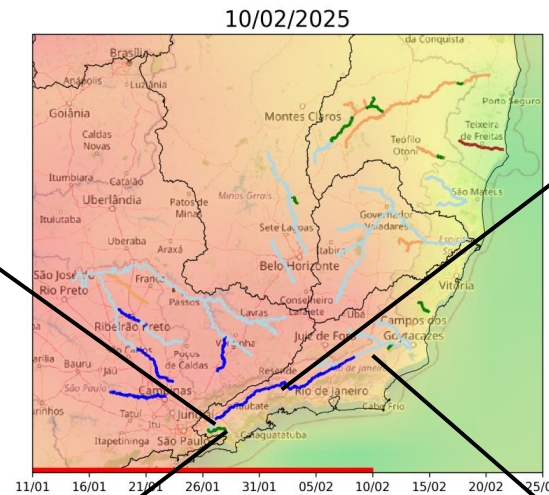 10/02/2025
da Conquista
Brasília
Anápolis
Luziânia
Goiânia
Porto Seguro
Montes Claros
Caldas
Novas
Teixeira
de Freitas
Teófilo
Otoni
Itumbiara
Catalão
Uberlândia
Patos de
Minas
Minas Gerais
São Mateus
Governador
Valadares
Ituiutaba
Sete Lagoas
Uberaba
Araxá
Itabira
Belo Horizonte
São José
Rio Preto
Franca
Passos
Conselheiro
Lafaiete
Ubá
Vitória
Lavras
Ribeirão Preto
Campos dos
Goytacazes
São Carlos
Juiz de Fora
Poços
de Caldas
Bauru
Jaú
Resende
São Paulo
Campinas
Rio de Janeiro
Cabo Frio
Tatuí
Itu
Jundiaí
Taubaté
Itapetininga
São Paulo
Caraguatatuba
11/01 16/01 21/01 26/01 31/01 05/02 10/02 15/02 20/02